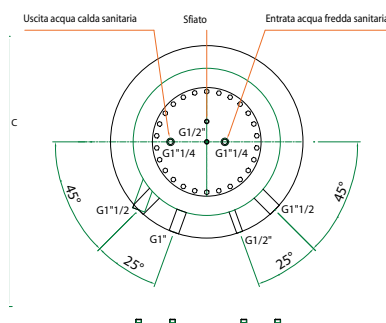 Uscita acqua calda sanitaria
Sfiato
Entrata acqua fredda sanitaria
C
G1/2"
G1"1/4
G1"1/4
45°
45°
G1"1/2
G1"1/2
G1"
G1/2"
25°
25°